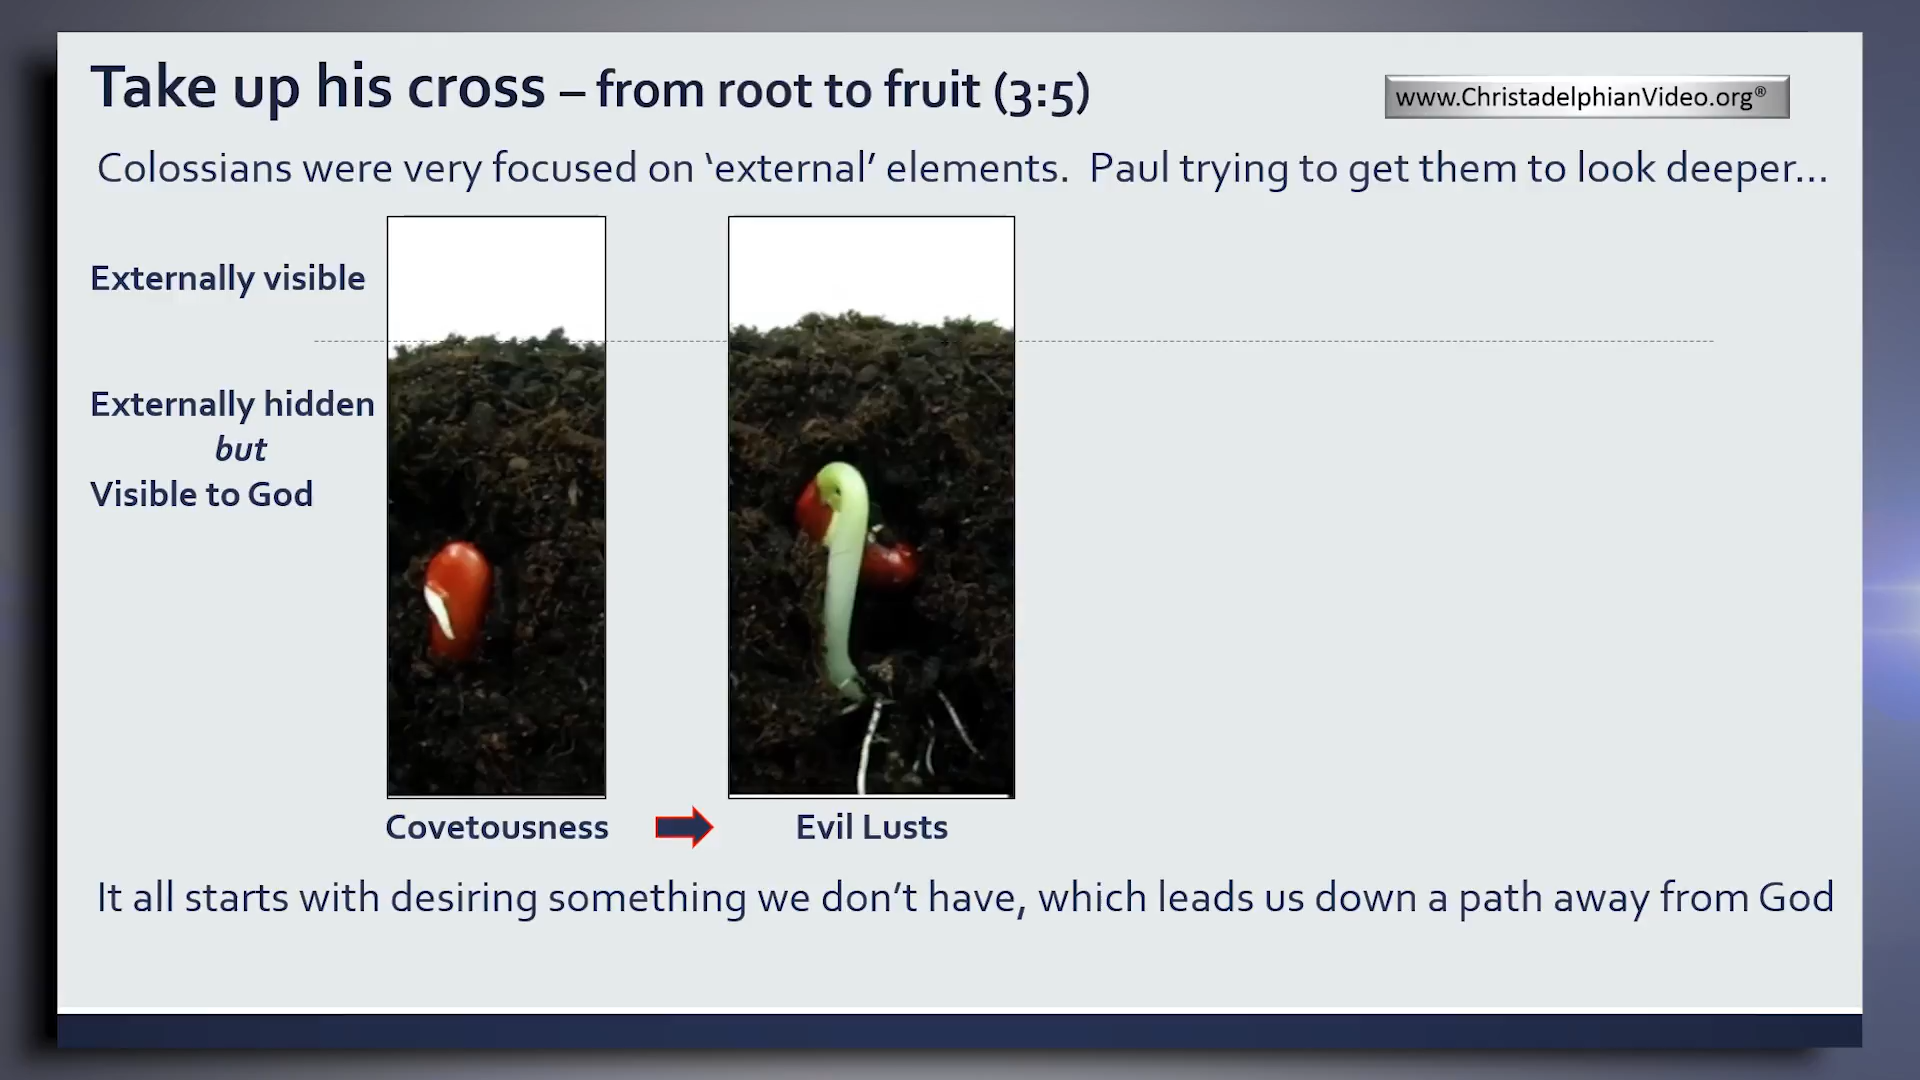 Take up his cross – from root to fruit (3:5)
www.ChristadelphianVideo.org®
Colossians were very focused on ‘external’ elements.  Paul trying to get them to look deeper...
Externally visible
Externally hidden
but
Visible to God
Covetousness
Evil Lusts
It all starts with desiring something we don’t have, which leads us down a path away from God